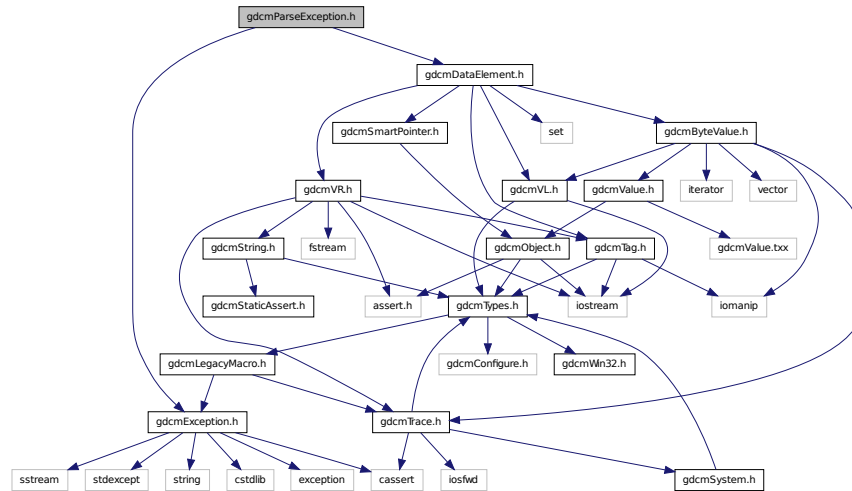 gdcmParseException.h
gdcmDataElement.h
gdcmSmartPointer.h
set
gdcmByteValue.h
gdcmVR.h
gdcmVL.h
gdcmValue.h
iterator
vector
gdcmString.h
fstream
gdcmObject.h
gdcmTag.h
gdcmValue.txx
gdcmStaticAssert.h
assert.h
gdcmTypes.h
iostream
iomanip
gdcmLegacyMacro.h
gdcmConfigure.h
gdcmWin32.h
gdcmException.h
gdcmTrace.h
sstream
stdexcept
string
cstdlib
exception
cassert
iosfwd
gdcmSystem.h